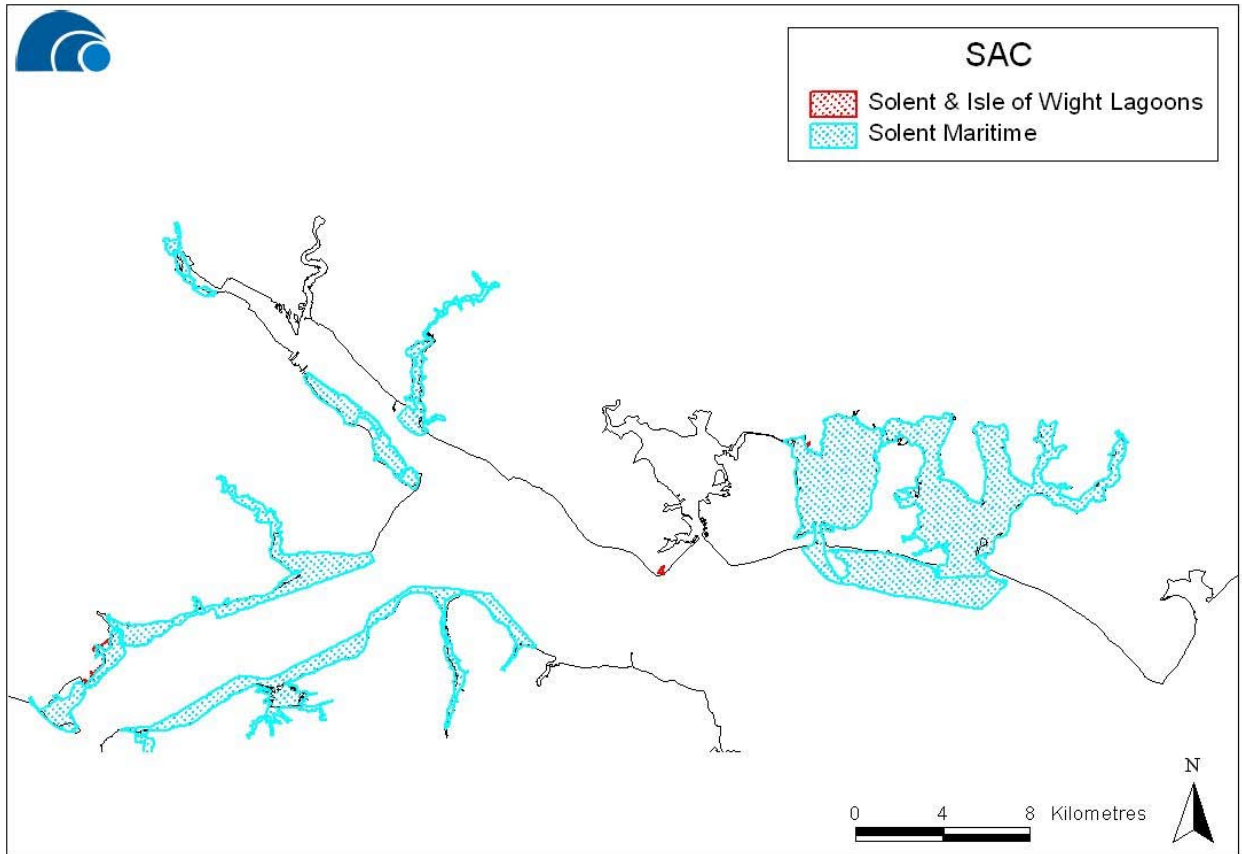 SAC
Solent & Isle of Wight Lagoons
Solent Maritime
N
0 4 8 Kilometres